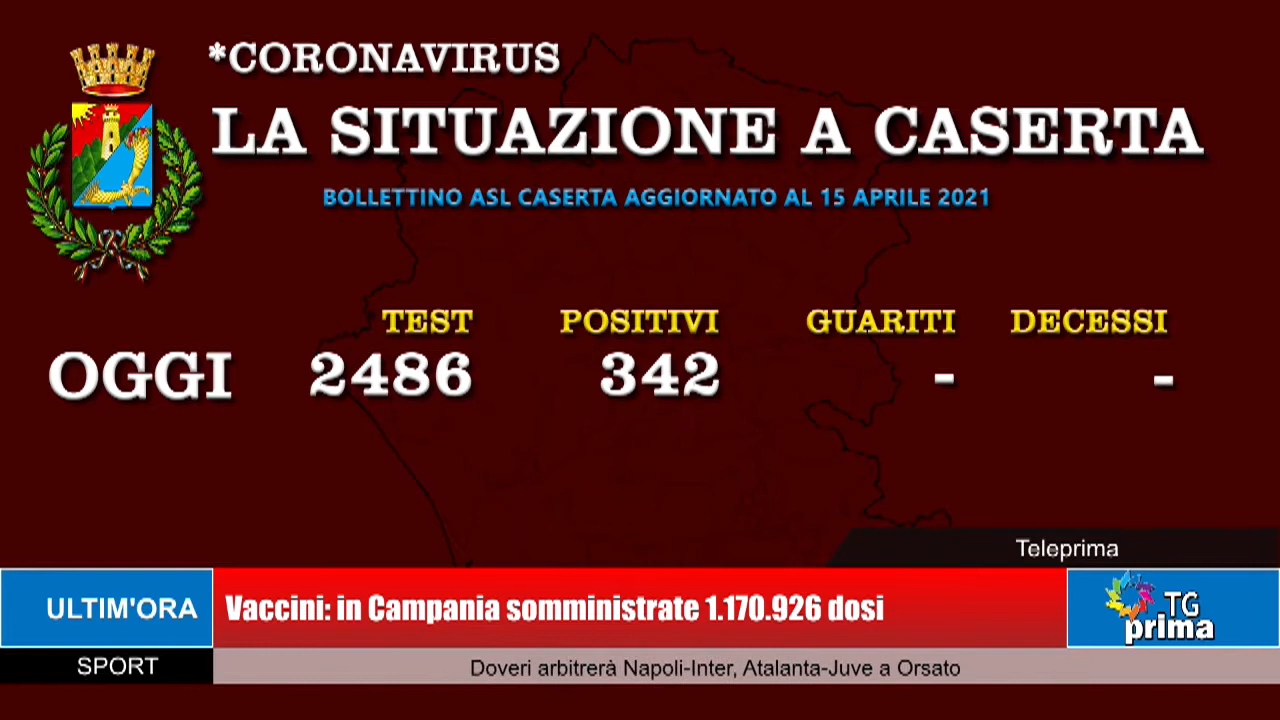 *CORONAVIRUS
LA SITUAZIONE A CASERTA
BOLLETTINO ASL CASERTA AGGIORNATO AL 15 APRILE 2021
TEST POSITIVI GUARITI DECESSI
OGGI 2486 342 - -
Teleprima
ULTIM'ORA Vaccini: in Campania somministrate 1.170.926 dosi
TG
prima
SPORT Doveri arbitrerà Napoli-Inter, Atalanta-Juve a Orsato